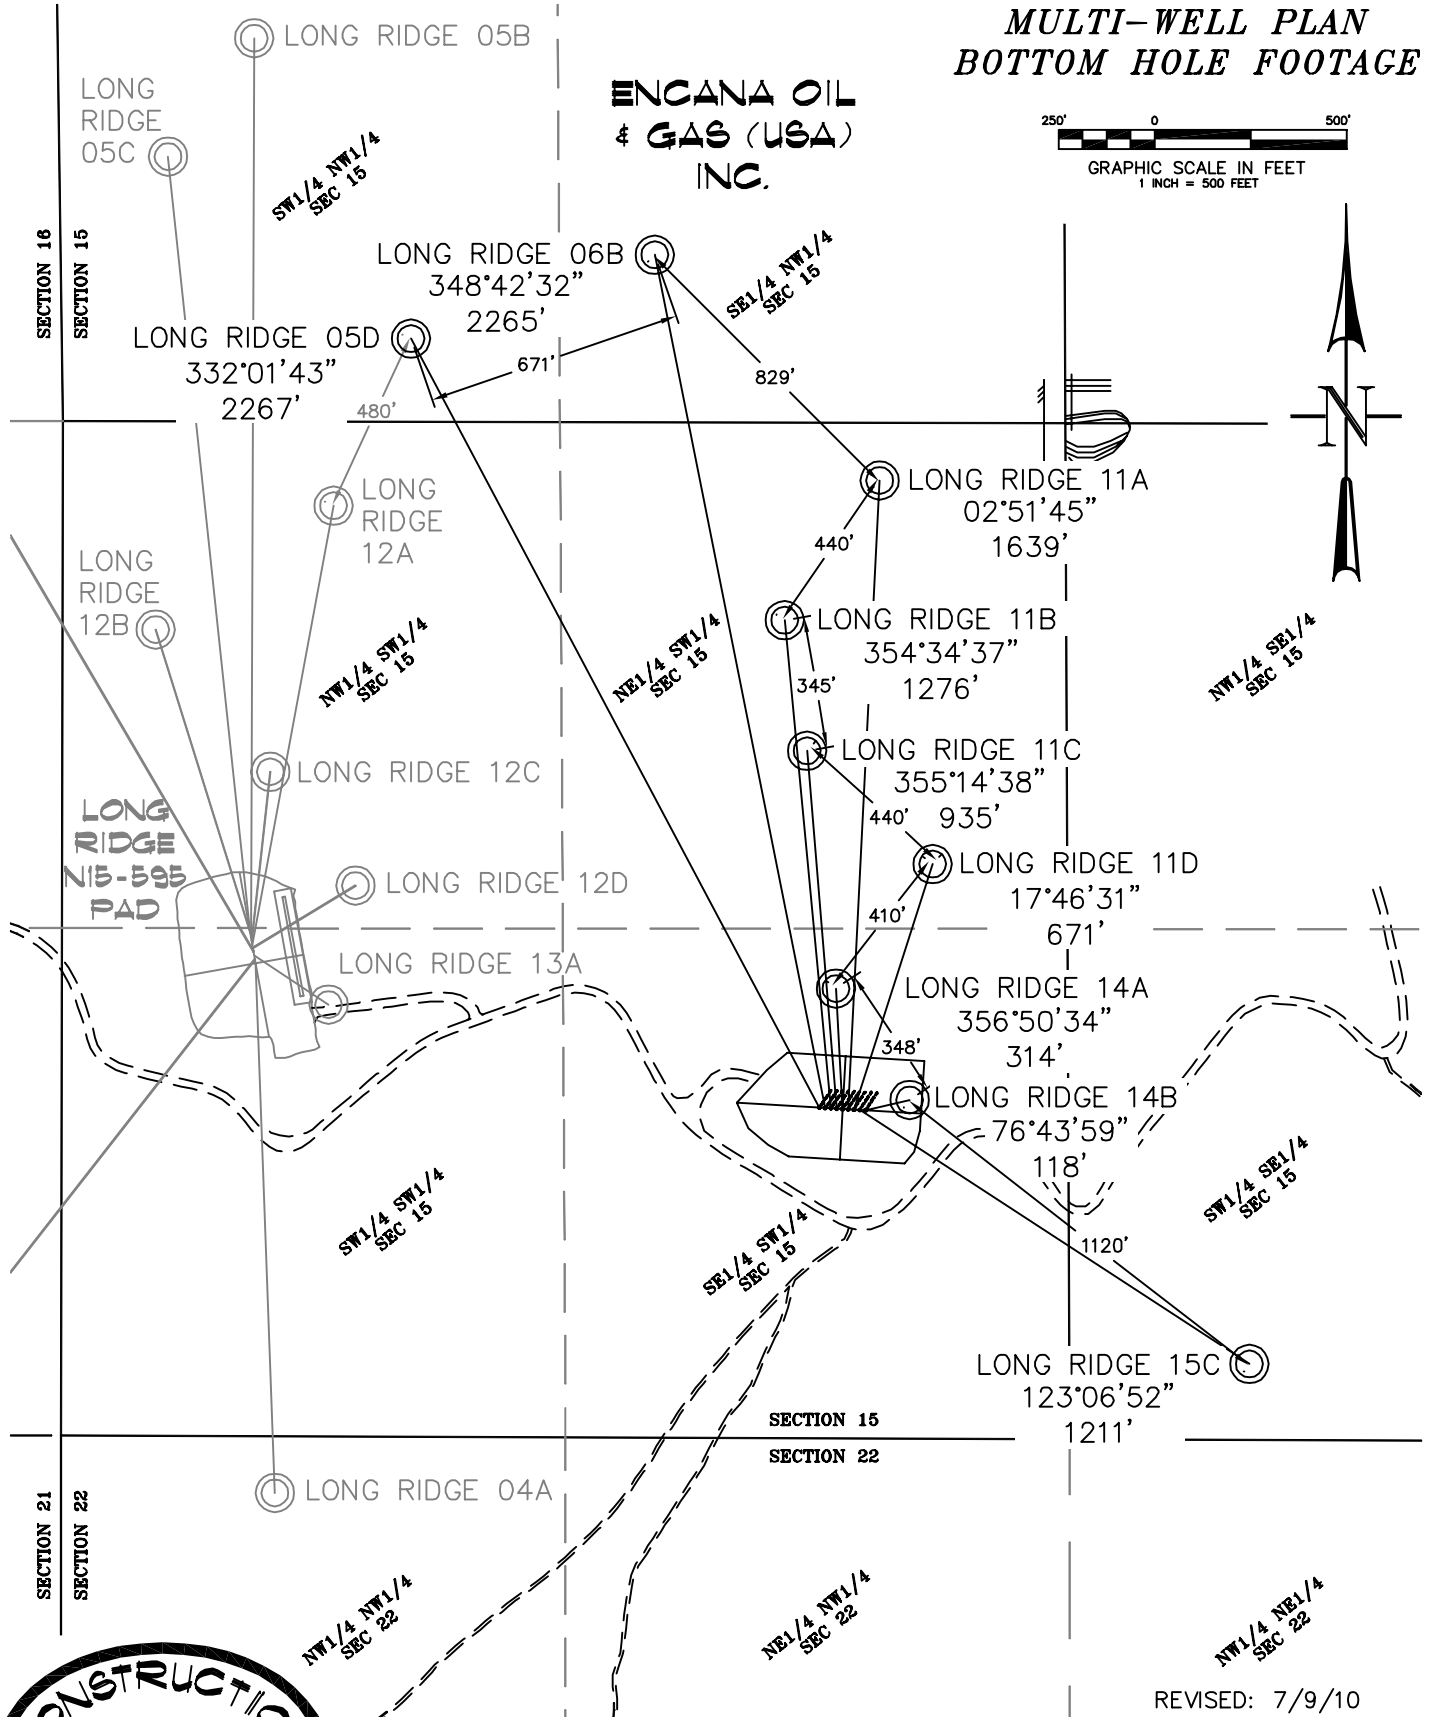 MULTI-WELL PLAN
BOTTOM HOLE FOOTAGE
250' 0 500'
GRAPHIC SCALE IN FEET
1 INCH = 500 FEET
ENCANA OIL
& GAS (USA)
INC.
LONG RIDGE 05B
LONG
RIDGE
05C
SW1/4 NW1/4
SEC 15
SECTION 16
SECTION 15
LONG RIDGE 06B
348°42'32"
2265'
SE1/4 NW1/4
SEC 15
LONG RIDGE 05D
332°01'43"
2267'
671'
829'
480'
N
LONG RIDGE 11A
02°51'45"
1639'
LONG
RIDGE
12A
440'
LONG
RIDGE
12B
LONG RIDGE 11B
354°34'37"
1276'
NW1/4 SW1/4
SEC 15
NE1/4 SW1/4
SEC 15
NW1/4 SE1/4
SEC 15
345'
LONG RIDGE 11C
355°14'38"
935'
LONG RIDGE 12C
440'
LONG
RIDGE
N15-595
PAD
LONG RIDGE 11D
17°46'31"
671'
LONG RIDGE 12D
410'
LONG RIDGE 13A
LONG RIDGE 14A
356°50'34"
314'
348'
LONG RIDGE 14B
76°43'59"
118'
SW1/4 SW1/4
SEC 15
SE1/4 SW1/4
SEC 15
SW1/4 SE1/4
SEC 15
1120'
LONG RIDGE 15C
123°06'52"
1211'
SECTION 15
SECTION 22
LONG RIDGE 04A
SECTION 21
SECTION 22
NW1/4 NW1/4
SEC 22
NE1/4 NW1/4
SEC 22
NW1/4 NE1/4
SEC 22
REVISED: 7/9/10